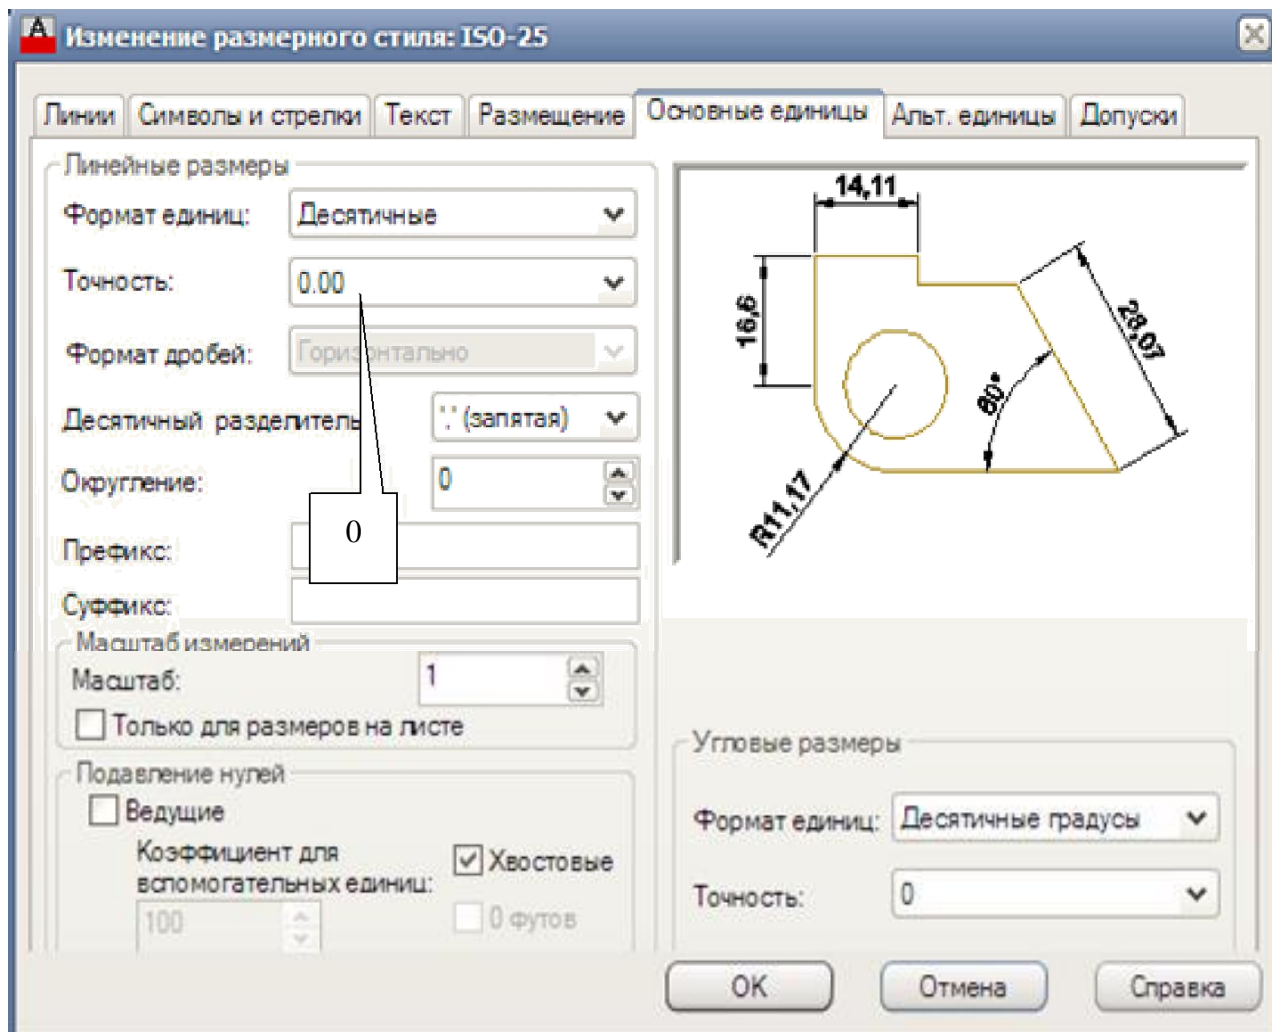 Изменение размерного стиля: ISO-25
Линии Символы и стрелки Текст Размещение Основные единицы Альт. единицы Допуски
Линейные размеры
Формат единиц: Десятичные
Точность: 0.00
Формат дробей: Горизонтально
Десятичный разделитель ',' (запятая)
Округление: 0
0
Префикс:
Суффикс:
Масштаб измерений
Масштаб: 1
Только для размеров на листе
Подавление нулей
Ведущие
Коэффициент для
вспомогательных единиц:
100
Хвостовые
0 футов
14,11
16,6
28,07
80°
R11,17
Угловые размеры
Формат единиц: Десятичные градусы
Точность: 0
OK Отмена Справка